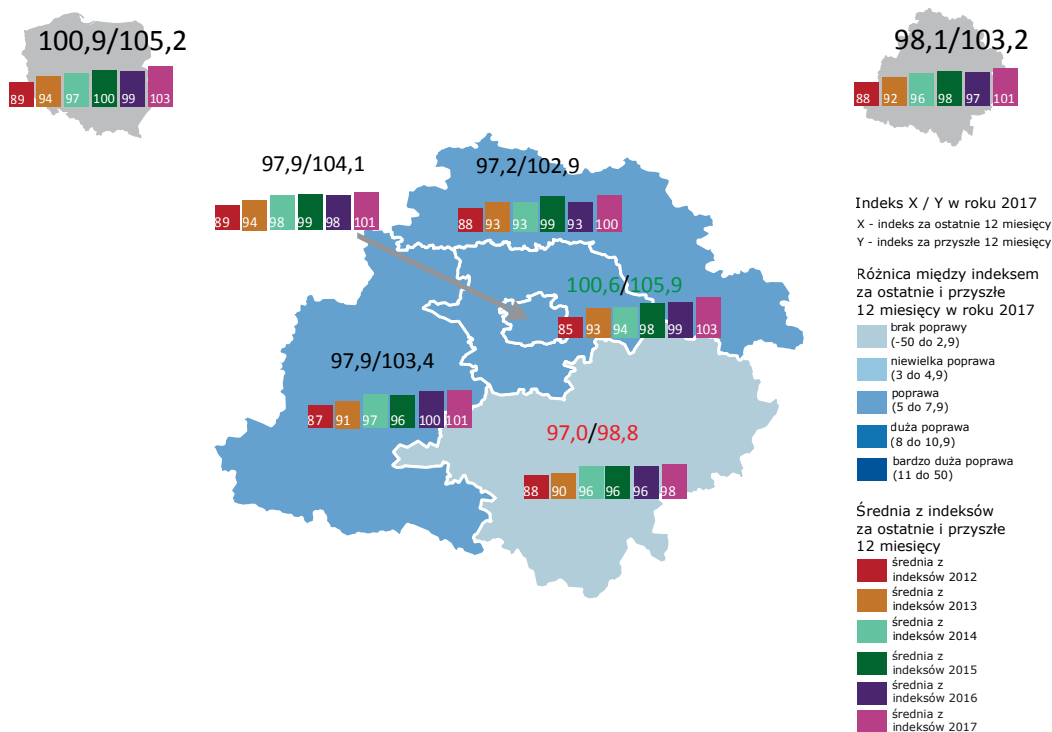 100,9/105,2
89 94 97 100 99 103
98,1/103,2
88 92 96 98 97 101
97,9/104,1
89 94 98 99 98 101
97,2/102,9
88 93 93 99 93 100
100,6/105,9
85 93 94 98 99 103
97,9/103,4
87 91 97 96 100 101
97,0/98,8
88 90 96 96 96 98
Indeks X / Y w roku 2017
X - indeks za ostatnie 12 miesięcy
Y - indeks za przyszłe 12 miesięcy
Różnica między indeksem
za ostatnie i przyszłe
12 miesięcy w roku 2017
brak poprawy
(-50 do 2,9)
niewielka poprawa
(3 do 4,9)
poprawa
(5 do 7,9)
duża poprawa
(8 do 10,9)
bardzo duża poprawa
(11 do 50)
Średnia z indeksów
za ostatnie i przyszłe
12 miesięcy
średnia z
indeksów 2012
średnia z
indeksów 2013
średnia z
indeksów 2014
średnia z
indeksów 2015
średnia z
indeksów 2016
średnia z
indeksów 2017